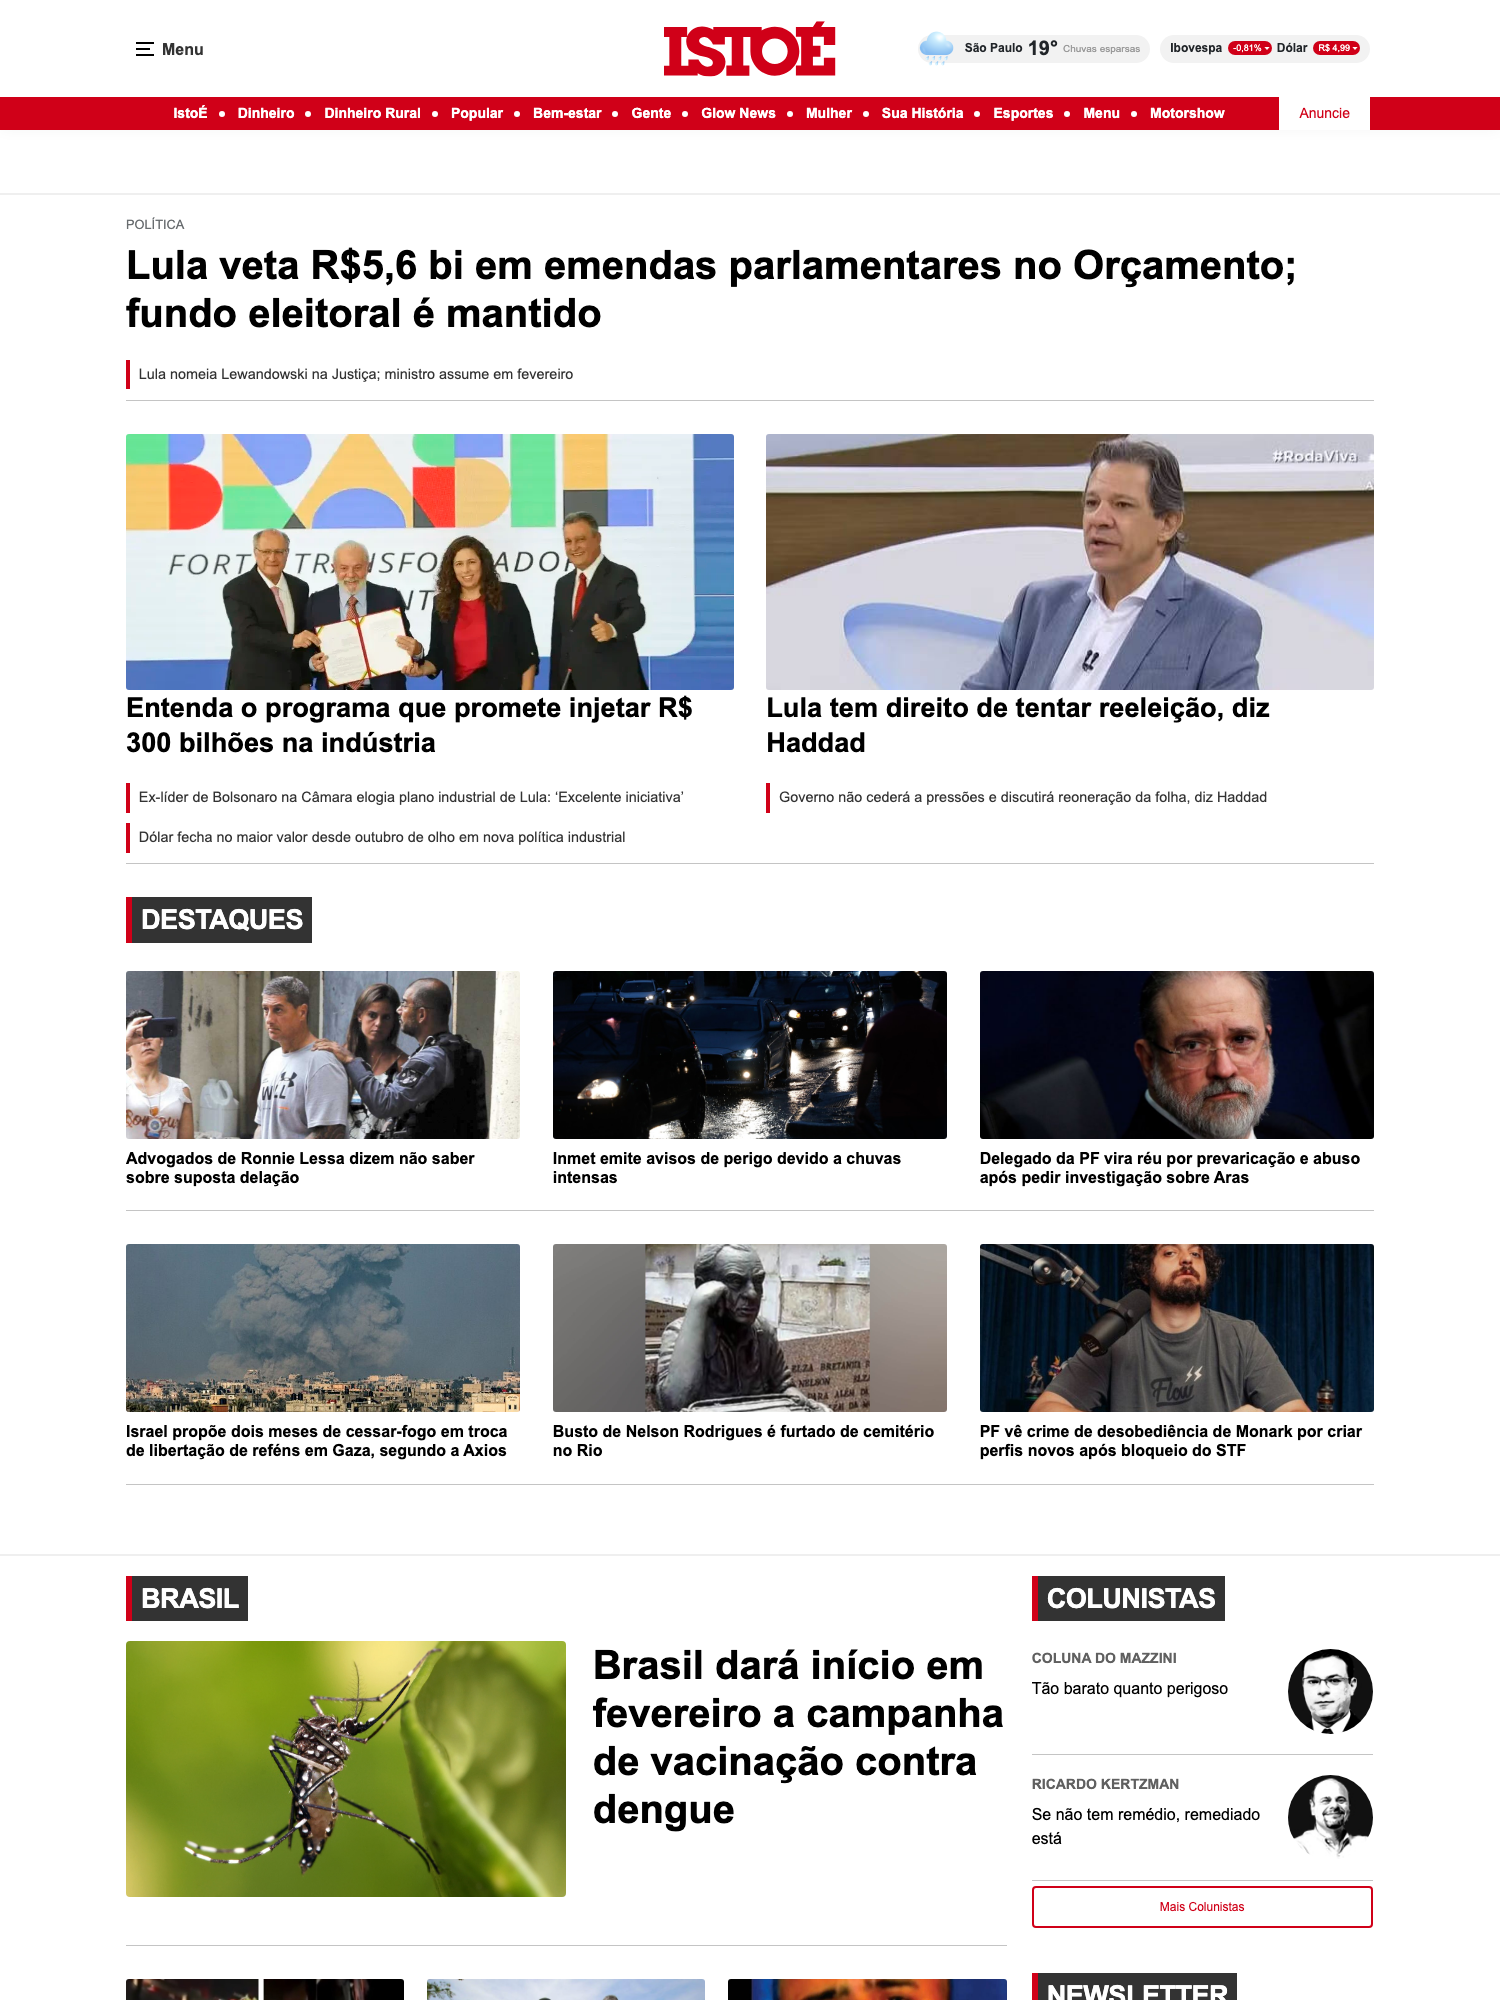 Menu
ISTOÉ
São Paulo 19° Chuvas esparsas
Ibovespa -0,81% Dólar R$ 4,99
IstoÉ • Dinheiro • Dinheiro Rural • Popular • Bem-estar • Gente • Glow News • Mulher • Sua História • Esportes • Menu • Motorshow
Anuncie
POLÍTICA
Lula veta R$5,6 bi em emendas parlamentares no Orçamento;
fundo eleitoral é mantido
Lula nomeia Lewandowski na Justiça; ministro assume em fevereiro
BRASIL
#RodaViva
Entenda o programa que promete injetar R$
300 bilhões na indústria
Lula tem direito de tentar reeleição, diz
Haddad
Ex-líder de Bolsonaro na Câmara elogia plano industrial de Lula: ‘Excelente iniciativa’
Dólar fecha no maior valor desde outubro de olho em nova política industrial
Governo não cederá a pressões e discutirá reoneração da folha, diz Haddad
DESTAQUES
Advogados de Ronnie Lessa dizem não saber
sobre suposta delação
Inmet emite avisos de perigo devido a chuvas
intensas
Delegado da PF vira réu por prevaricação e abuso
após pedir investigação sobre Aras
Flow
Israel propõe dois meses de cessar-fogo em troca
de libertação de reféns em Gaza, segundo a Axios
Busto de Nelson Rodrigues é furtado de cemitério
no Rio
PF vê crime de desobediência de Monark por criar
perfis novos após bloqueio do STF
BRASIL
Brasil dará início em
fevereiro a campanha
de vacinação contra
dengue
COLUNISTAS
COLUNA DO MAZZINI
Tão barato quanto perigoso
RICARDO KERTZMAN
Se não tem remédio, remediado
está
Mais Colunistas
NEWSLETTER